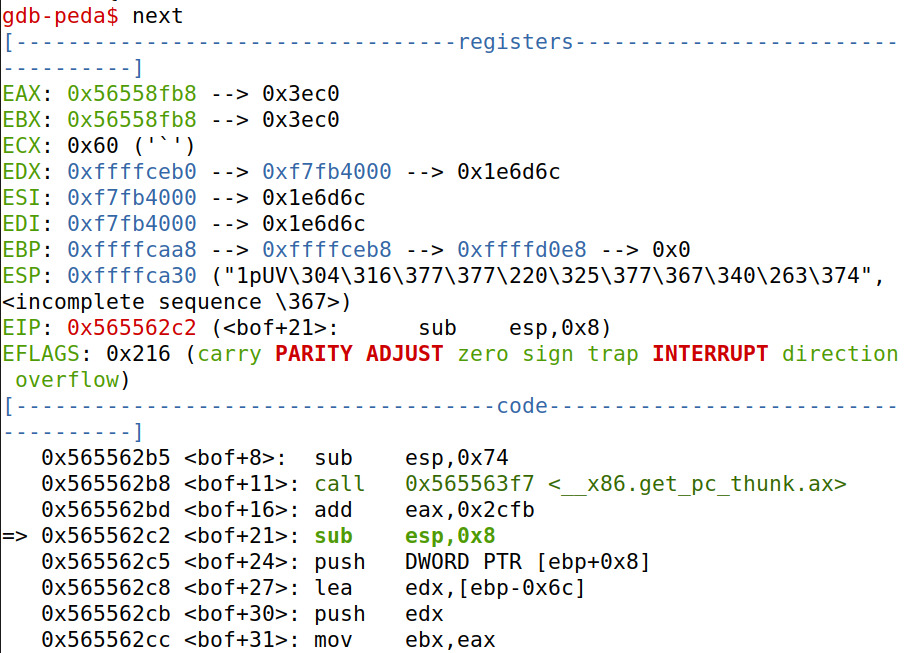 gdb-peda$ next
[----------------------------------registers-------------------------
----------]
EAX: 0x56558fb8 --> 0x3ec0
EBX: 0x56558fb8 --> 0x3ec0
ECX: 0x60 ('`')
EDX: 0xffffceb0 --> 0xf7fb4000 --> 0x1e6d6c
ESI: 0xf7fb4000 --> 0x1e6d6c
EDI: 0xf7fb4000 --> 0x1e6d6c
EBP: 0xffffcaa8 --> 0xffffceb8 --> 0xffffd0e8 --> 0x0
ESP: 0xffffca30 ("1pUV\304\316\377\377\220\325\377\367\340\263\374",
<incomplete sequence \367>)
EIP: 0x565562c2 (<bof+21>:      sub    esp,0x8)
EFLAGS: 0x216 (carry PARITY ADJUST zero sign trap INTERRUPT direction
 overflow)
[-------------------------------------code---------------------------
----------]
   0x565562b5 <bof+8>:  sub    esp,0x74
   0x565562b8 <bof+11>: call   0x565563f7 <__x86.get_pc_thunk.ax>
   0x565562bd <bof+16>: add    eax,0x2cfb
=> 0x565562c2 <bof+21>: sub    esp,0x8
   0x565562c5 <bof+24>: push   DWORD PTR [ebp+0x8]
   0x565562c8 <bof+27>: lea    edx,[ebp-0x6c]
   0x565562cb <bof+30>: push   edx
   0x565562cc <bof+31>: mov    ebx,eax